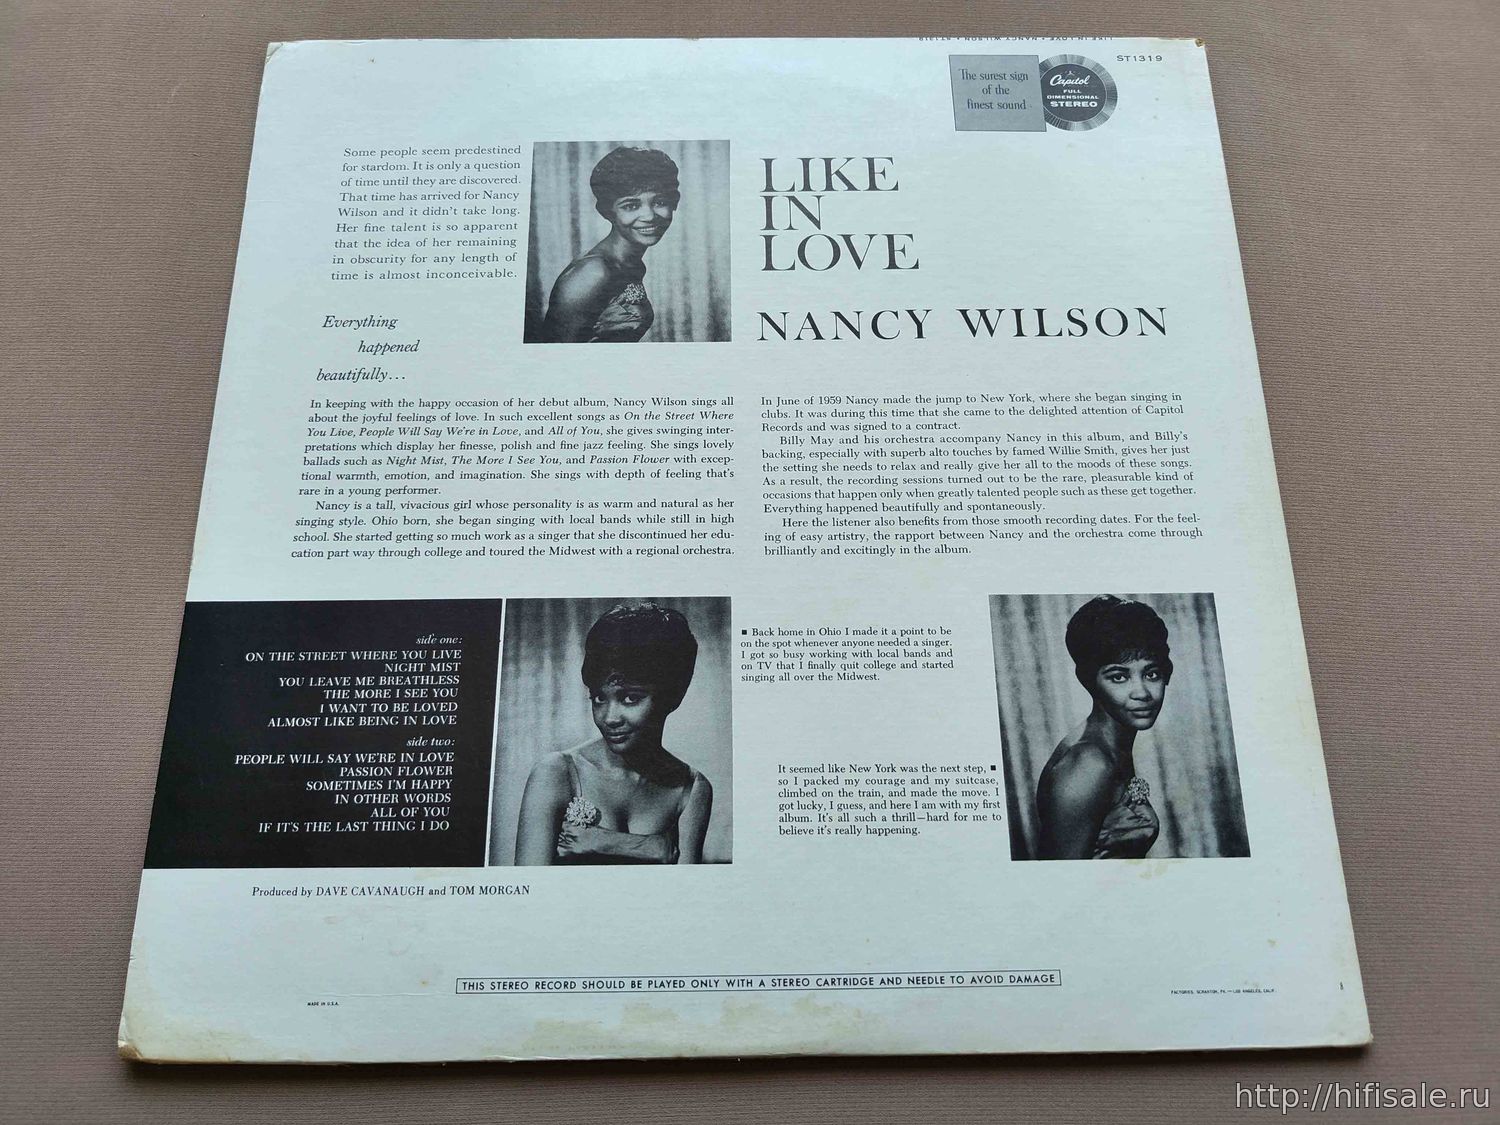 LIKE IN LOVE • NANCY WILSON • ST1319
ST1319
The surest sign
of the
finest sound
Capitol
FULL
DIMENSIONAL
STEREO
Some people seem predestined
for stardom. It is only a question
of time until they are discovered.
That time has arrived for Nancy
Wilson and it didn't take long.
Her fine talent is so apparent
that the idea of her remaining
in obscurity for any length of
time is almost inconceivable.
LIKE
IN
LOVE
NANCY WILSON
Everything
happened
beautifully...
In keeping with the happy occasion of her debut album, Nancy Wilson sings all
about the joyful feelings of love. In such excellent songs as On the Street Where
You Live, People Will Say We're in Love, and All of You, she gives swinging inter-
pretations which display her finesse, polish and fine jazz feeling. She sings lovely
ballads such as Night Mist, The More I See You, and Passion Flower with excep-
tional warmth, emotion, and imagination. She sings with depth of feeling that's
rare in a young performer.
Nancy is a tall, vivacious girl whose personality is as warm and natural as her
singing style. Ohio born, she began singing with local bands while still in high
school. She started getting so much work as a singer that she discontinued her edu-
cation part way through college and toured the Midwest with a regional orchestra.
In June of 1959 Nancy made the jump to New York, where she began singing in
clubs. It was during this time that she came to the delighted attention of Capitol
Records and was signed to a contract.
Billy May and his orchestra accompany Nancy in this album, and Billy's
backing, especially with superb alto touches by famed Willie Smith, gives her just
the setting she needs to relax and really give her all to the moods of these songs.
As a result, the recording sessions turned out to be the rare, pleasurable kind of
occasions that happen only when greatly talented people such as these get together.
Everything happened beautifully and spontaneously.
Here the listener also benefits from those smooth recording dates. For the feel-
ing of easy artistry, the rapport between Nancy and the orchestra come through
brilliantly and excitingly in the album.
side one:
ON THE STREET WHERE YOU LIVE
NIGHT MIST
YOU LEAVE ME BREATHLESS
THE MORE I SEE YOU
I WANT TO BE LOVED
ALMOST LIKE BEING IN LOVE
side two:
PEOPLE WILL SAY WE'RE IN LOVE
PASSION FLOWER
SOMETIMES I'M HAPPY
IN OTHER WORDS
ALL OF YOU
IF IT'S THE LAST THING I DO
■ Back home in Ohio I made it a point to be
on the spot whenever anyone needed a singer.
I got so busy working with local bands and
on TV that I finally quit college and started
singing all over the Midwest.
It seemed like New York was the next step, ■
so I packed my courage and my suitcase,
climbed on the train, and made the move. I
got lucky, I guess, and here I am with my first
album. It's all such a thrill—hard for me to
believe it's really happening.
Produced by DAVE CAVANAUGH and TOM MORGAN
THIS STEREO RECORD SHOULD BE PLAYED ONLY WITH A STEREO CARTRIDGE AND NEEDLE TO AVOID DAMAGE
MADE IN U.S.A.
FACTORIES: SCRANTON, PA.—LOS ANGELES, CALIF.
8
http://hifisale.ru